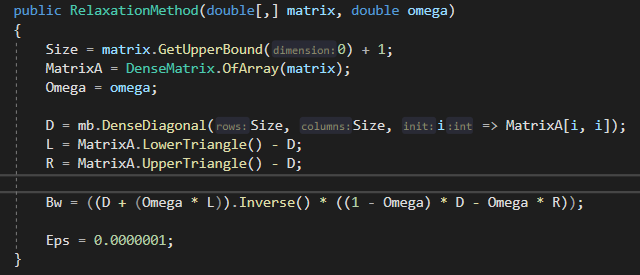 public RelaxationMethod(double[,] matrix, double omega)
{
Size = matrix.GetUpperBound(dimension:0) + 1;
MatrixA = DenseMatrix.OfArray(matrix);
Omega = omega;
D = mb.DenseDiagonal(rows:Size, columns:Size, init:i:int => MatrixA[i, i]);
L = MatrixA.LowerTriangle() - D;
R = MatrixA.UpperTriangle() - D;
Bw = ((D + (Omega * L)).Inverse() * ((1 - Omega) * D - Omega * R));
Eps = 0.0000001;
}